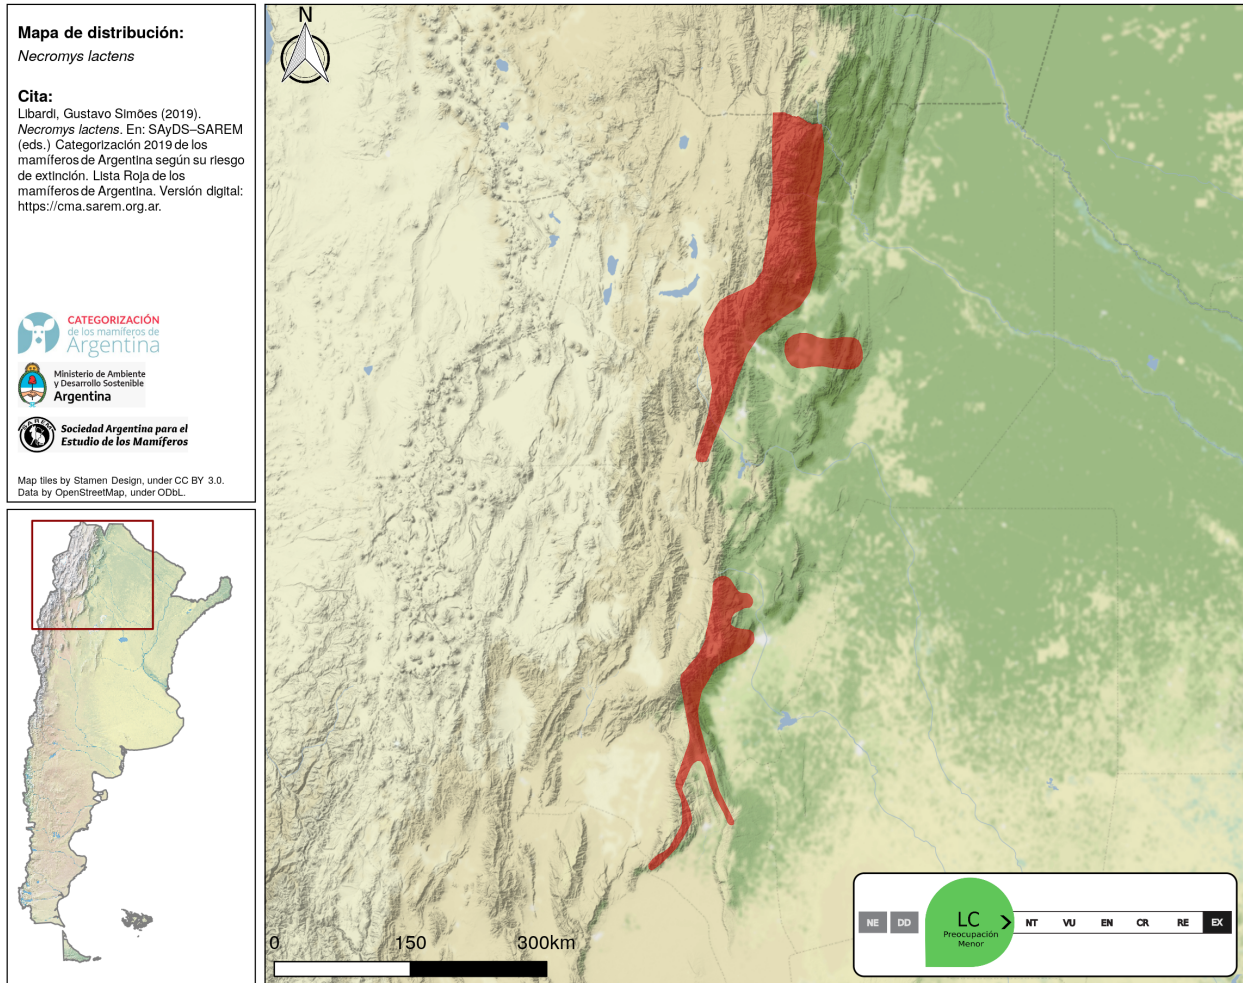 Mapa de distribución:
Necromys lactens
Cita:
Libardi, Gustavo Simões (2019).
Necromys lactens. En: SAyDS–SAREM
(eds.) Categorización 2019 de los
mamíferos de Argentina según su riesgo
de extinción. Lista Roja de los
mamíferos de Argentina. Versión digital:
https://cma.sarem.org.ar.
CATEGORIZACIÓN
de los mamíferos de
Argentina
Ministerio de Ambiente
y Desarrollo Sostenible
Argentina
SAREM
Sociedad Argentina para el
Estudio de los Mamíferos
Map tiles by Stamen Design, under CC BY 3.0.
Data by OpenStreetMap, under ODbL.
N
0 150 300km
NE DD LC NT VU EN CR RE EX
Preocupación
Menor